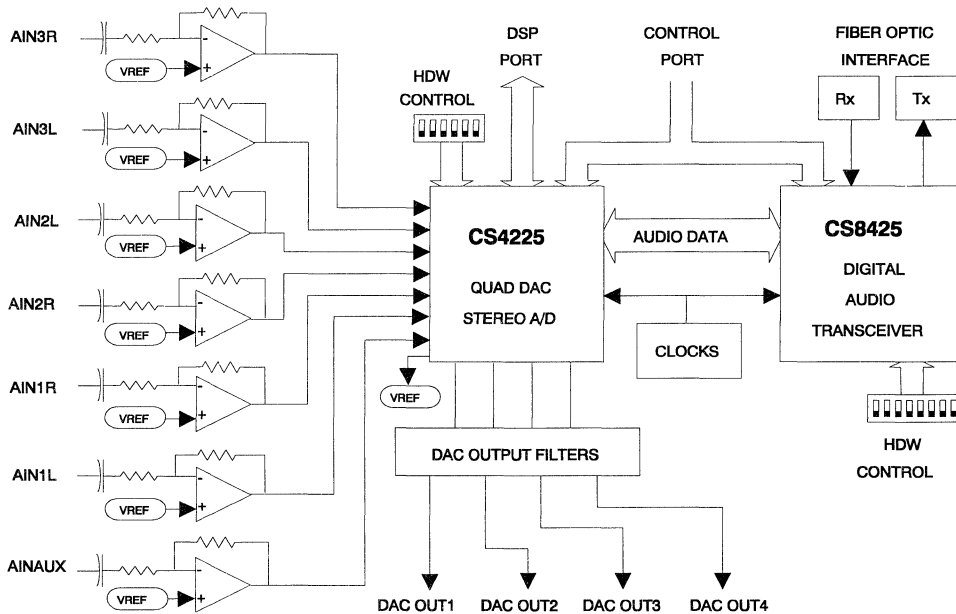 AIN3R
VREF
-
+
AIN3L
VREF
-
+
AIN2L
VREF
-
+
AIN2R
VREF
-
+
AIN1R
VREF
-
+
AIN1L
VREF
-
+
AINAUX
VREF
-
+
HDW
CONTROL
DSP
PORT
CONTROL
PORT
FIBER OPTIC
INTERFACE
Rx
Tx
CS4225
QUAD DAC
STEREO A/D
AUDIO DATA
CLOCKS
CS8425
DIGITAL
AUDIO
TRANSCEIVER
HDW
CONTROL
VREF
DAC OUTPUT FILTERS
DAC OUT1
DAC OUT2
DAC OUT3
DAC OUT4